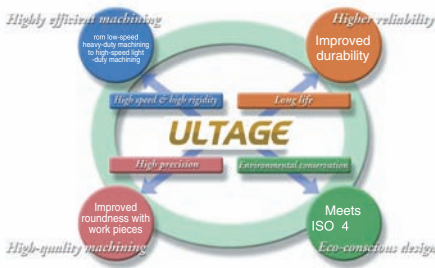 Highly efficient machining
Higher reliability
rom low-speed
heavy-duty machining
to high-speed light
-duty machining
Improved
durability
High speed & high rigidity
Long life
ULTAGE
High precision
Environmental conservation
Improved
roundness with
work pieces
Meets
ISO 4
High-quality machining
Eco-conscious design